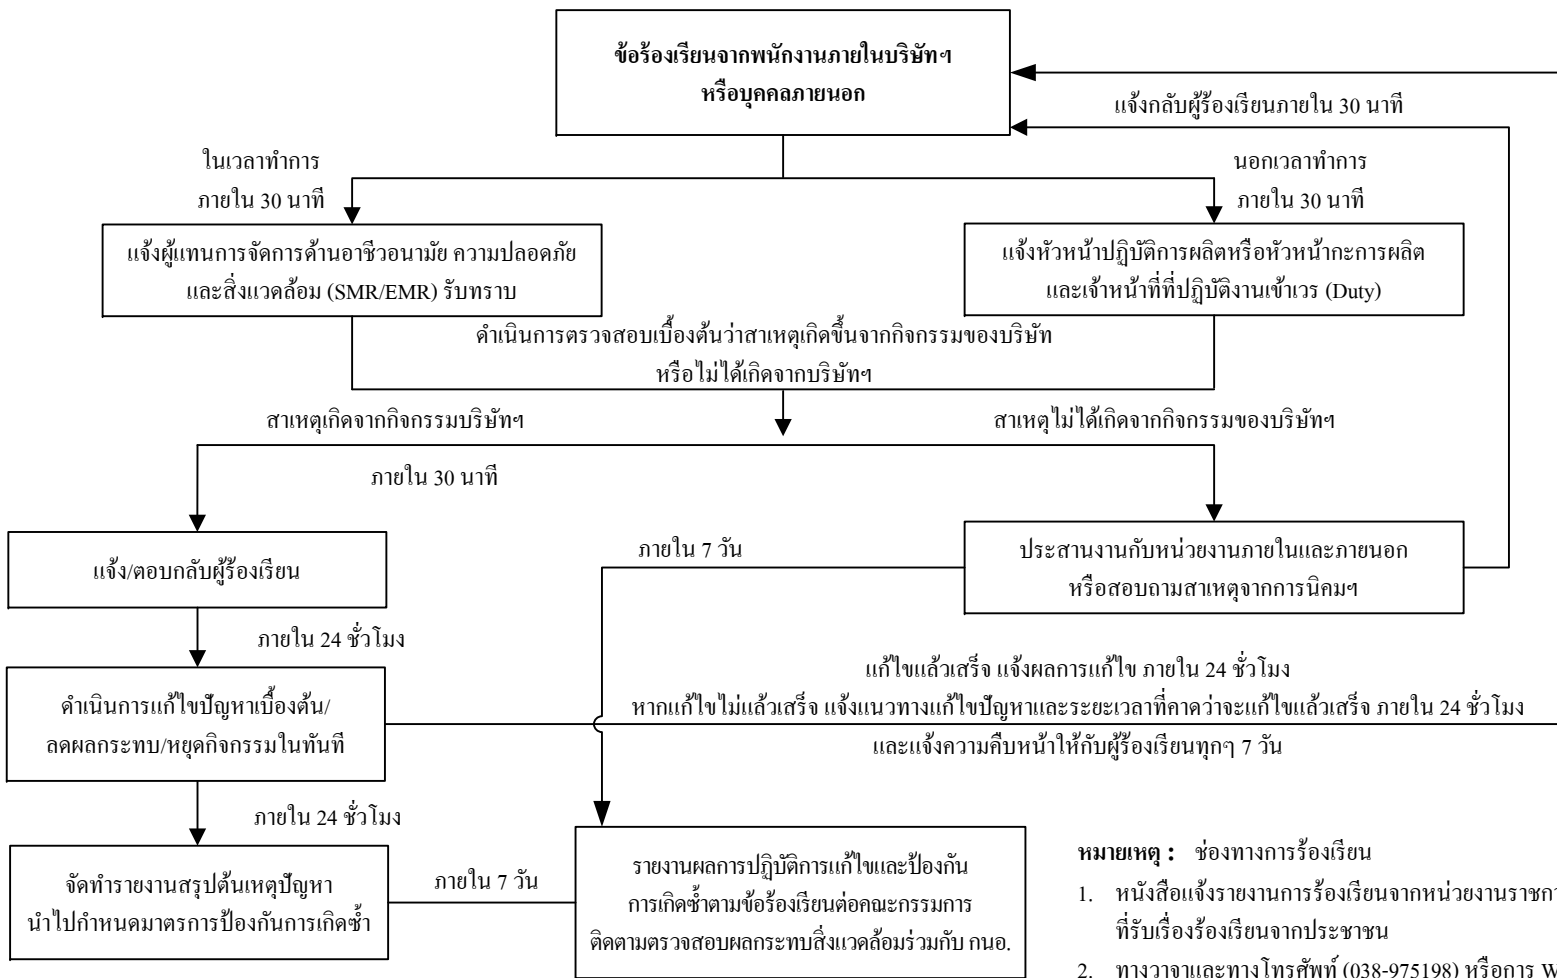 ข้อร้องเรียนจากพนักงานภายในบริษัทฯ
หรือบุคคลภายนอก
แจ้งกลับผู้ร้องเรียนภายใน 30 นาที
ในเวลาทำการ
ภายใน 30 นาที
นอกเวลาทำการ
ภายใน 30 นาที
แจ้งผู้แทนการจัดการด้านอาชีวอนามัย ความปลอดภัย
และสิ่งแวดล้อม (SMR/EMR) รับทราบ
แจ้งหัวหน้าปฏิบัติการผลิตหรือหัวหน้ากะการผลิต
และเจ้าหน้าที่ที่ปฏิบัติงานเข้าเวร (Duty)
ดำเนินการตรวจสอบเบื้องต้นว่าสาเหตุเกิดขึ้นจากกิจกรรมของบริษัท
หรือไม่ได้เกิดจากบริษัทฯ
สาเหตุเกิดจากกิจกรรมบริษัทฯ
สาเหตุไม่ได้เกิดจากกิจกรรมของบริษัทฯ
ภายใน 30 นาที
แจ้ง/ตอบกลับผู้ร้องเรียน
ภายใน 7 วัน
ประสานงานกับหน่วยงานภายในและภายนอก
หรือสอบถามสาเหตุจากการนิคมฯ
ภายใน 24 ชั่วโมง
ดำเนินการแก้ไขปัญหาเบื้องต้น/
ลดผลกระทบ/หยุดกิจกรรมในทันที
แก้ไขแล้วเสร็จ แจ้งผลการแก้ไข ภายใน 24 ชั่วโมง
หากแก้ไขไม่แล้วเสร็จ แจ้งแนวทางแก้ไขปัญหาและระยะเวลาที่คาดว่าจะแก้ไขแล้วเสร็จ ภายใน 24 ชั่วโมง
และแจ้งความคืบหน้าให้กับผู้ร้องเรียนทุกๆ 7 วัน
ภายใน 24 ชั่วโมง
จัดทำรายงานสรุปต้นเหตุปัญหา
นำไปกำหนดมาตรการป้องกันการเกิดซ้ำ
ภายใน 7 วัน
รายงานผลการปฏิบัติการแก้ไขและป้องกัน
การเกิดซ้ำตามข้อร้องเรียนต่อคณะกรรมการ
ติดตามตรวจสอบผลกระทบสิ่งแวดล้อมร่วมกับ กนอ.
หมายเหตุ : ช่องทางการร้องเรียน
1. หนังสือแจ้งรายงานการร้องเรียนจากหน่วยงานราชกา
ที่รับเรื่องร้องเรียนจากประชาชน
2. ทางวาจาและทางโทรศัพท์ (038-975198) หรือการ W